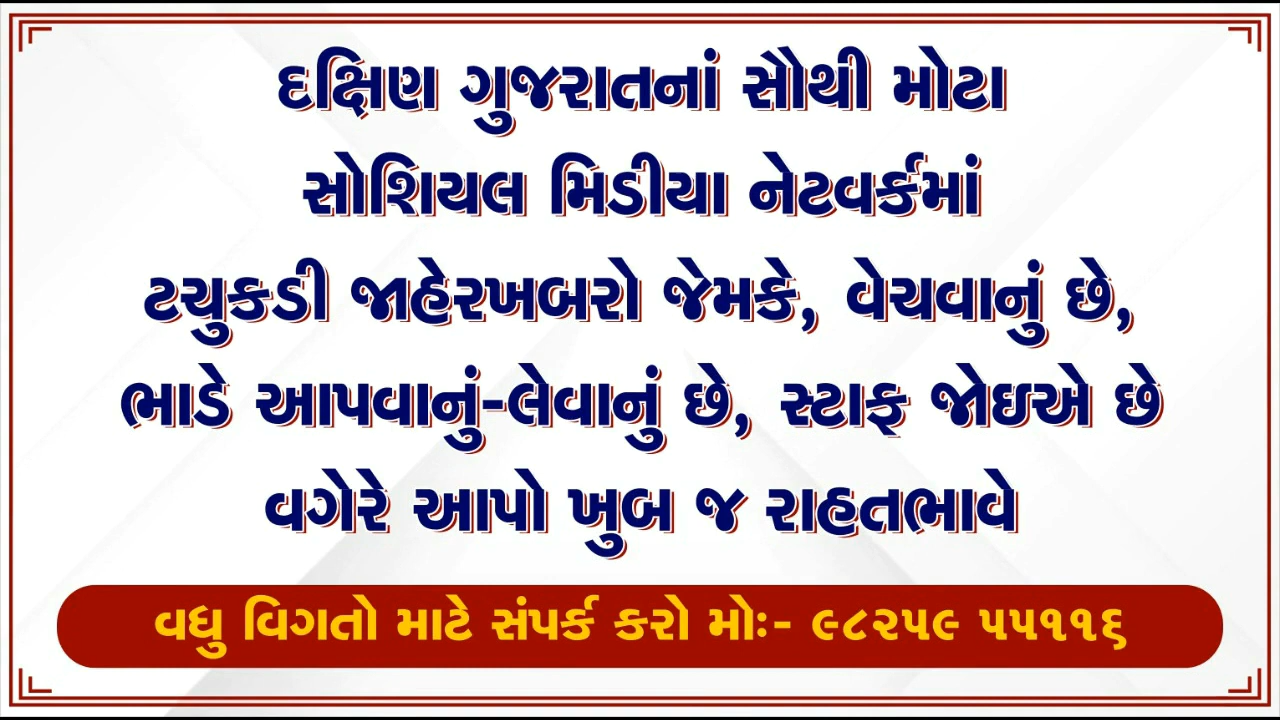 દક્ષિણ ગુજરાતનાં સૌથી મોટા
સોશિયલ મિડીયા નેટવર્કમાં
ટચુકડી જાહેરખબરો જેમકે, વેચવાનું છે,
ભાડે આપવાનું-લેવાનું છે, સ્ટાફ જોઇએ છે
વગેરે આપો ખુબ જ રાહતભાવે
વધુ વિગતો માટે સંપર્ક કરો મોઃ- ૯૮૨૫૯ ૫૫૧૧૬